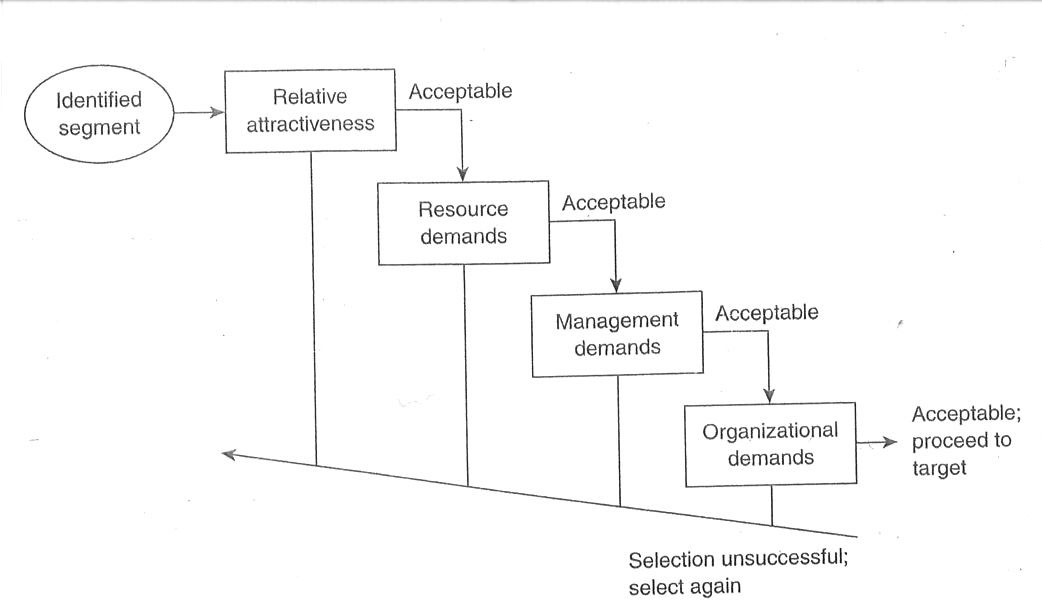 Identified
segment
Relative
attractiveness
Acceptable
Resource
demands
Acceptable
Management
demands
Acceptable
Organizational
demands
Acceptable;
proceed to
target
Selection unsuccessful;
select again